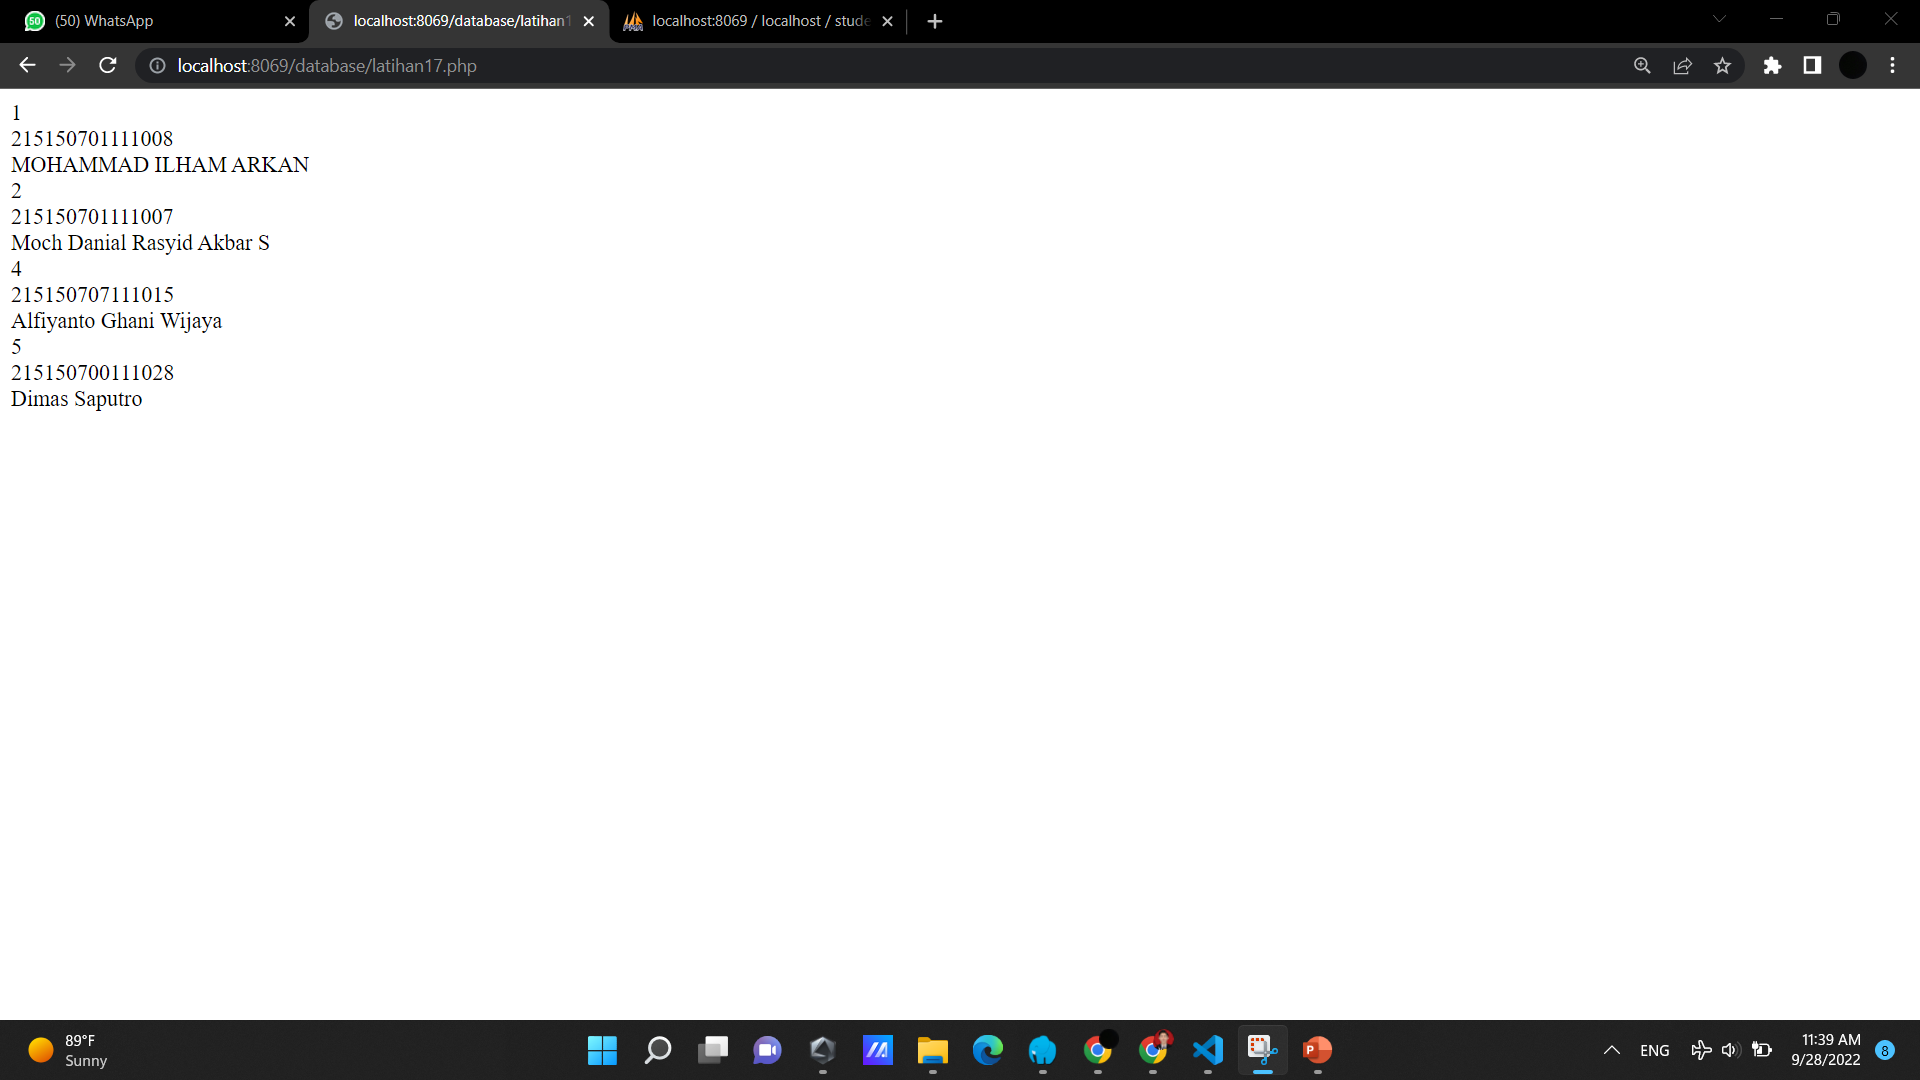 50
(50) WhatsApp
localhost:8069/database/latihan1
localhost:8069 / localhost / stude
localhost:8069/database/latihan17.php
1
215150701111008
MOHAMMAD ILHAM ARKAN
2
215150701111007
Moch Danial Rasyid Akbar S
4
215150707111015
Alfiyanto Ghani Wijaya
5
215150700111028
Dimas Saputro
89°F
Sunny
ENG
11:39 AM
9/28/2022
8